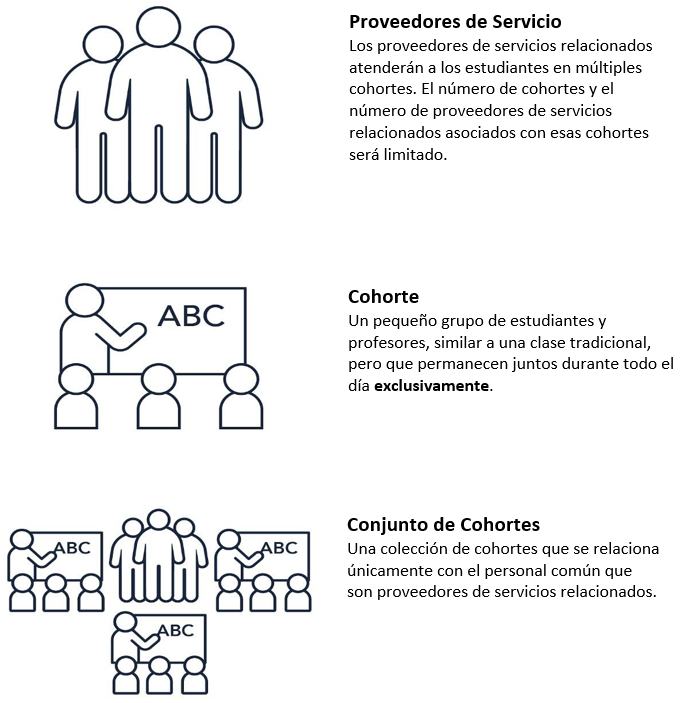 Proveedores de Servicio
Los proveedores de servicios relacionados
atenderán a los estudiantes en múltiples
cohortes. El número de cohortes y el
número de proveedores de servicios
relacionados asociados con esas cohortes
será limitado.
ABC
Cohorte
Un pequeño grupo de estudiantes y
profesores, similar a una clase tradicional,
pero que permanecen juntos durante todo el
día exclusivamente.
ABC
ABC
ABC
Conjunto de Cohortes
Una colección de cohortes que se relaciona
únicamente con el personal común que
son proveedores de servicios relacionados.